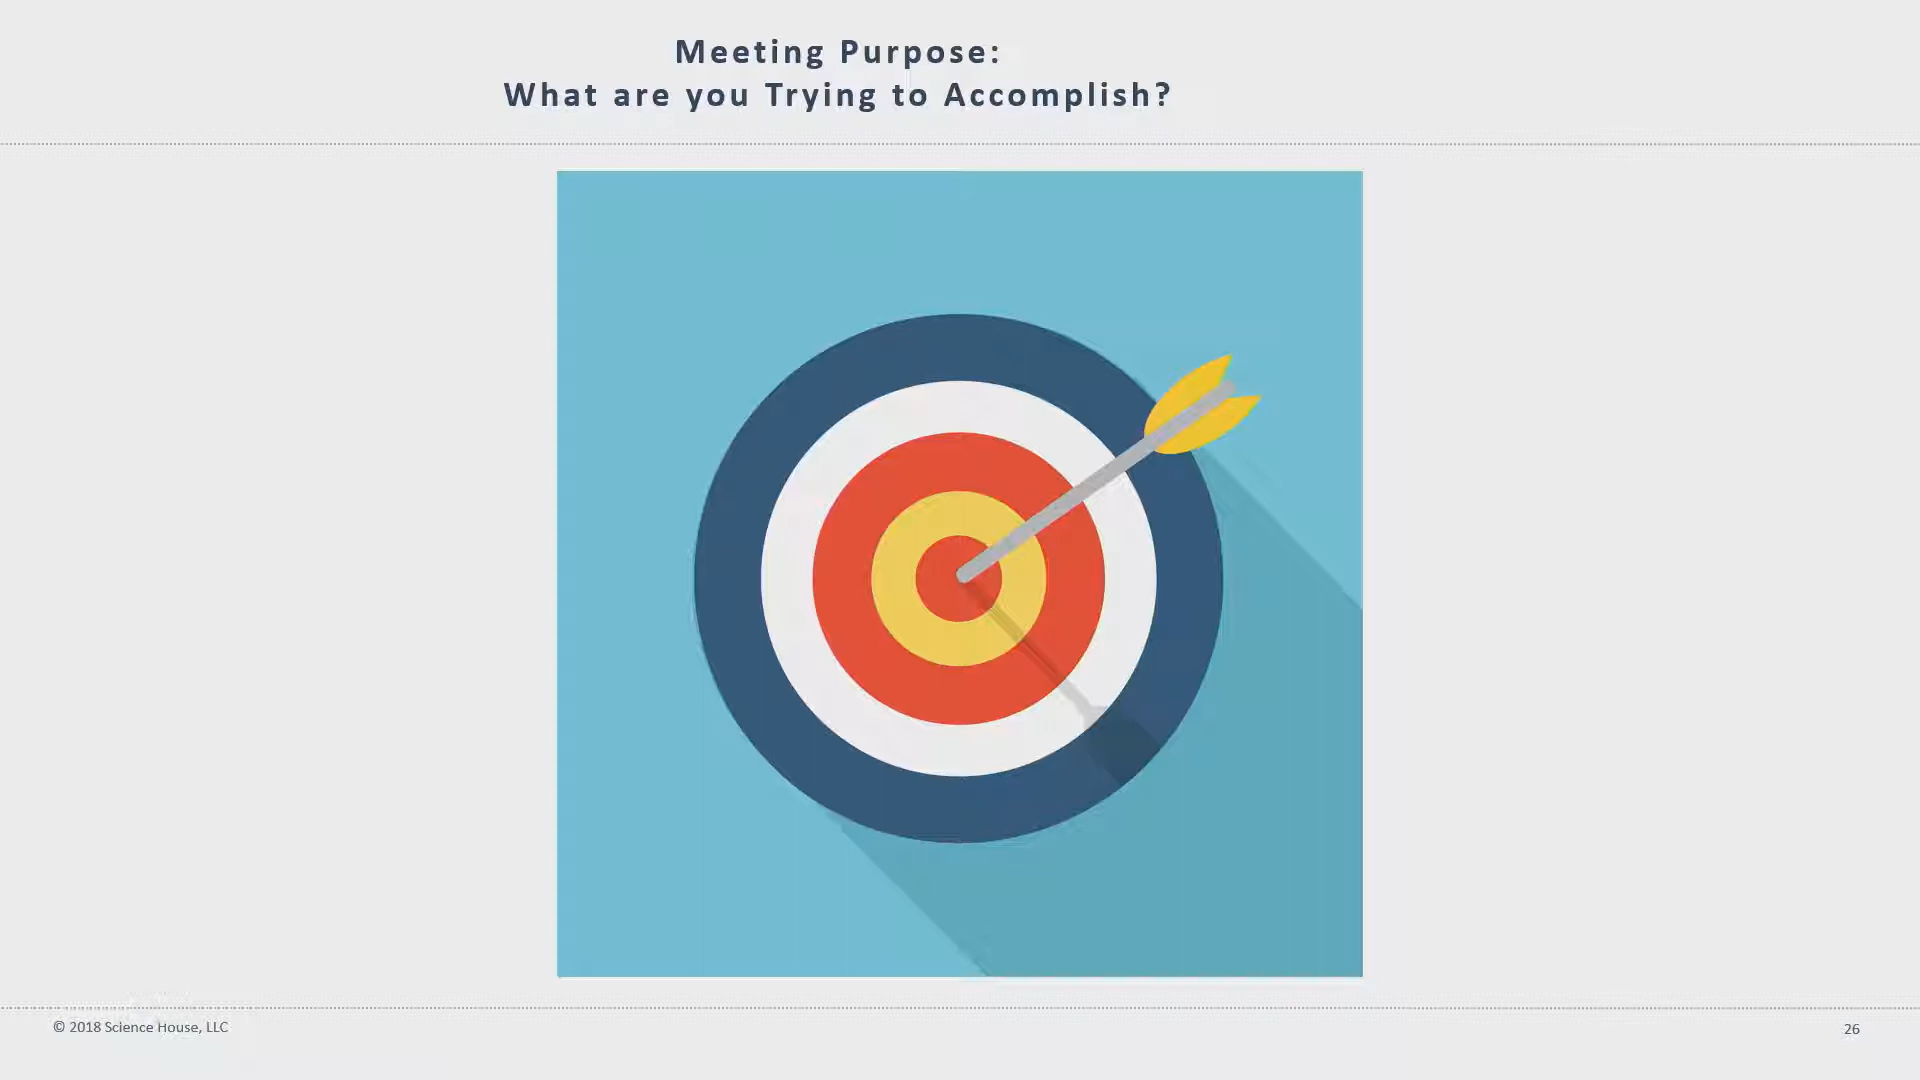 Meeting Purpose:
What are you Trying to Accomplish?
© 2018 Science House, LLC
26